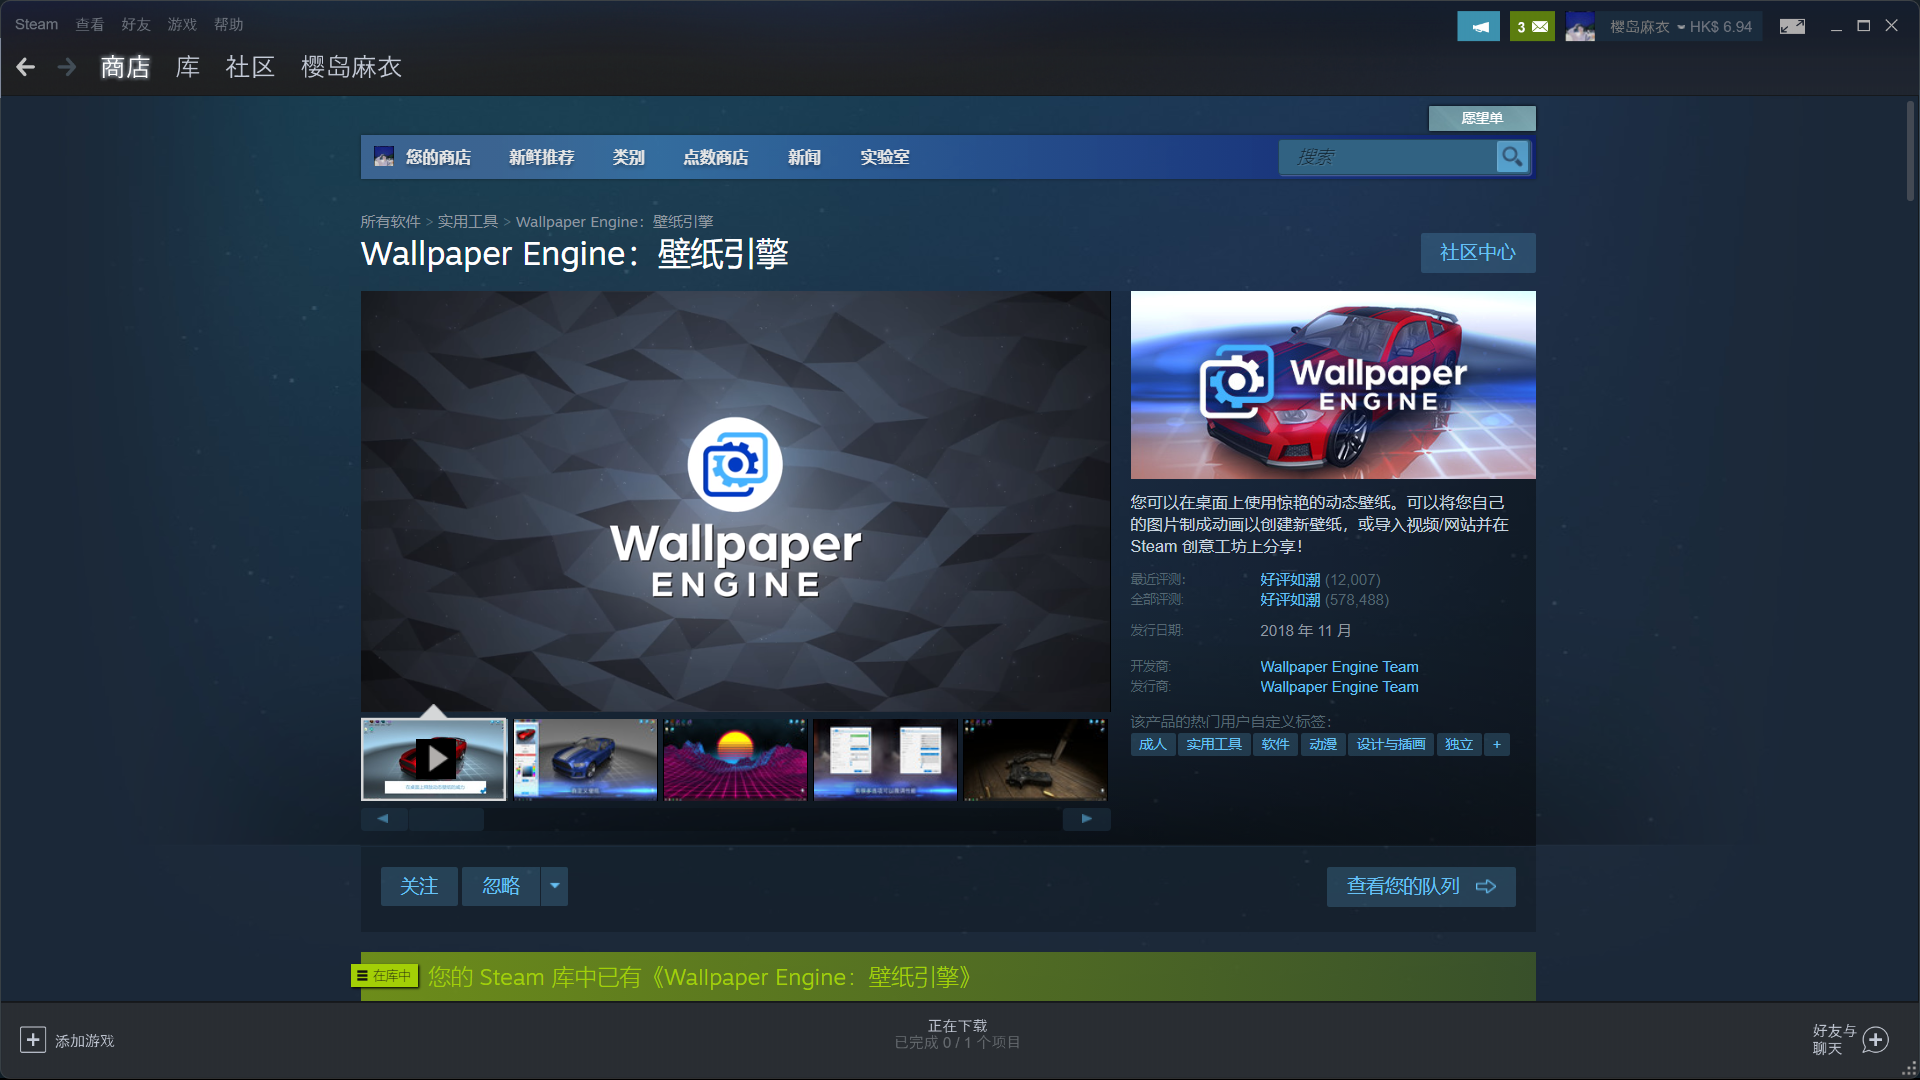 Steam 查看 好友 游戏 帮助
3
樱岛麻衣 HK$ 6.94
商店 库 社区 樱岛麻衣
愿望单
您的商店 新鲜推荐 类别 点数商店 新闻 实验室
搜索
所有软件 > 实用工具 > Wallpaper Engine：壁纸引擎
Wallpaper Engine：壁纸引擎
社区中心
Wallpaper
ENGINE
Wallpaper
ENGINE
您可以在桌面上使用惊艳的动态壁纸。可以将您自己
的图片制成动画以创建新壁纸，或导入视频/网站并在
Steam 创意工坊上分享！
最近评测: 好评如潮 (12,007)
全部评测: 好评如潮 (578,488)
发行日期: 2018 年 11 月
开发商: Wallpaper Engine Team
发行商: Wallpaper Engine Team
该产品的热门用户自定义标签：
成人 实用工具 软件 动漫 设计与插画 独立 +
关注 忽略
查看您的队列
在库中 您的 Steam 库中已有《Wallpaper Engine：壁纸引擎》
添加游戏
正在下载
已完成 0 / 1 个项目
好友与
聊天